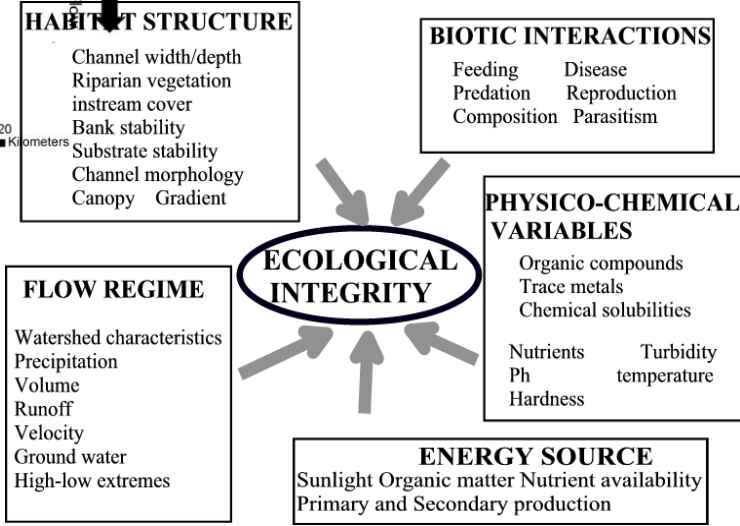 HABITAT STRUCTURE
Channel width/depth
Riparian vegetation
instream cover
Bank stability
Substrate stability
Channel morphology
Canopy Gradient
20
Kilometers
BIOTIC INTERACTIONS
Feeding Disease
Predation Reproduction
Composition Parasitism
PHYSICO-CHEMICAL
VARIABLES
Organic compounds
Trace metals
Chemical solubilities
Nutrients Turbidity
Ph temperature
Hardness
ECOLOGICAL
INTEGRITY
FLOW REGIME
Watershed characteristics
Precipitation
Volume
Runoff
Velocity
Ground water
High-low extremes
ENERGY SOURCE
Sunlight Organic matter Nutrient availability
Primary and Secondary production